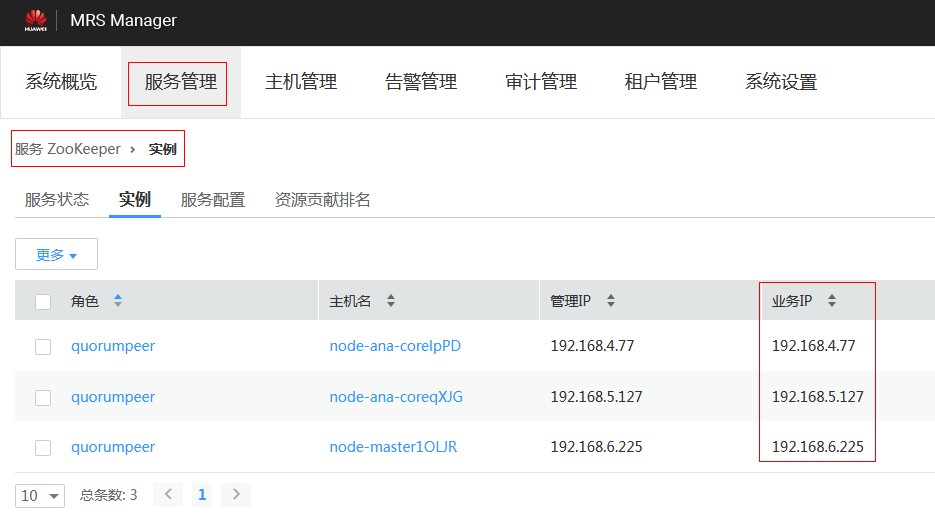 HUAWEI MRS Manager
系统概览 服务管理 主机管理 告警管理 审计管理 租户管理 系统设置
服务 ZooKeeper › 实例
服务状态 实例 服务配置 资源贡献排名
更多
角色 主机名 管理IP 业务IP
quorumpeer node-ana-coreIpPD 192.168.4.77 192.168.4.77
quorumpeer node-ana-coreqXJG 192.168.5.127 192.168.5.127
quorumpeer node-master1OLJR 192.168.6.225 192.168.6.225
10 总条数: 3 1